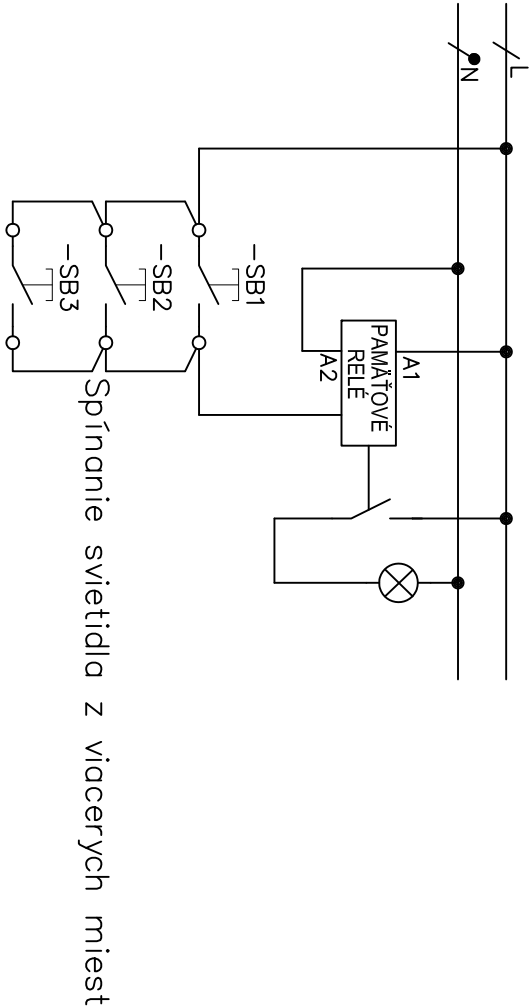 L
N
A1
PAMÄŤOVÉ
RELÉ
A2
-SB1
-SB2
-SB3
Spínanie svietidla z viacerych miest